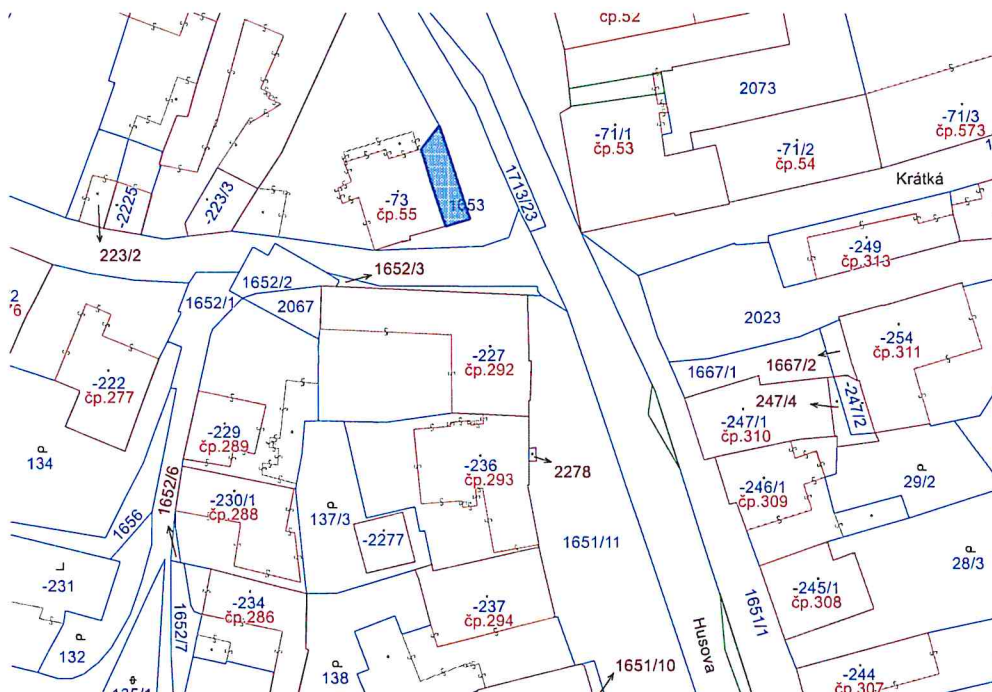 čp.52
2073
-71/3
čp.573
-71/1
čp.53
-71/2
čp.54
Krátká
-2225
-223/3
-73
čp.55
1653
1713/23
223/2
1652/3
1652/2
1652/1
2067
-249
čp.313
2023
-254
čp.311
1667/2
1667/1
247/4
-247/2
-247/1
čp.310
-227
čp.292
-222
čp.277
-229
čp.289
P
134
-236
čp.293
2278
-246/1
čp.309
P
29/2
1652/6
-230/1
čp.288
P
137/3
-2277
1656
1651/11
P
28/3
L
-231
-234
čp.286
-237
čp.294
-245/1
čp.308
1651/1
P
132
1652/7
P
138
Husova
1651/10
-244
čp.307